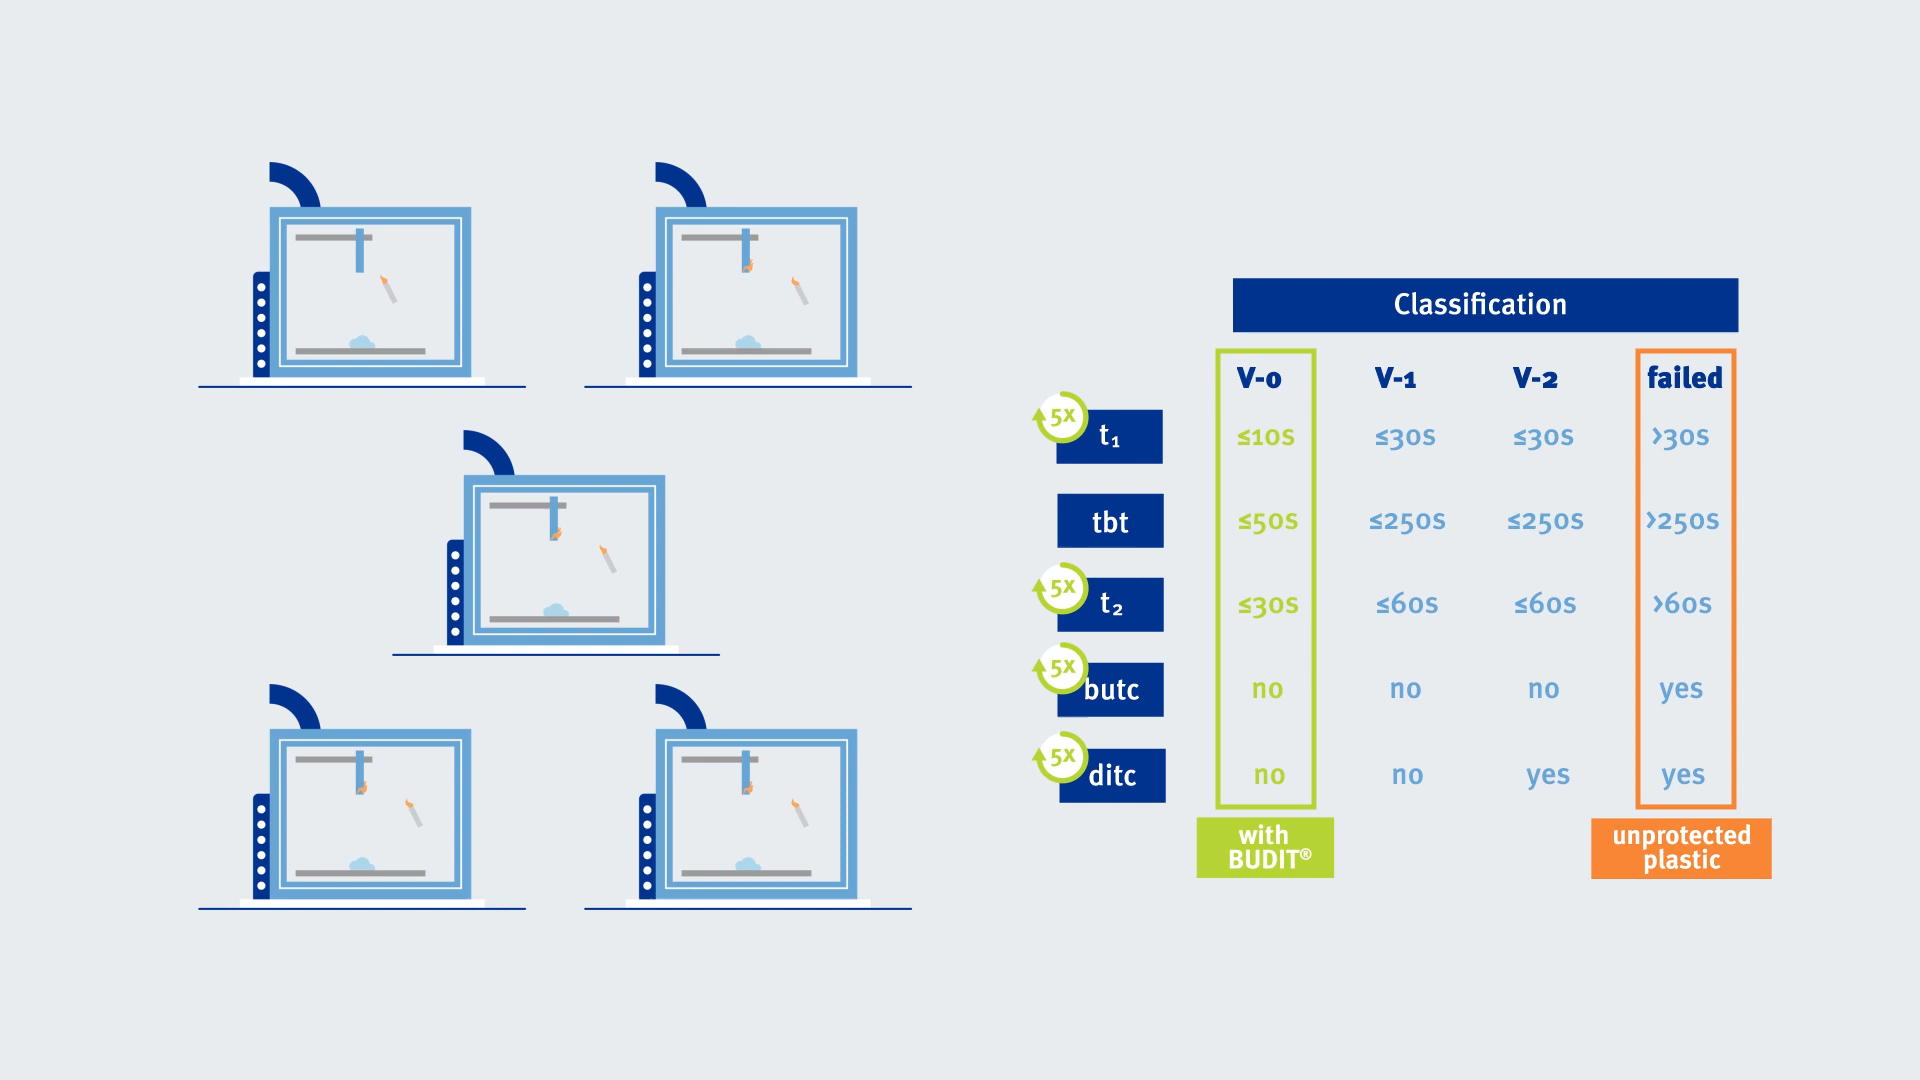 Classification
V-0 V-1 V-2 failed
5x t₁ ≤10s ≤30s ≤30s >30s
tbt ≤50s ≤250s ≤250s >250s
5x t₂ ≤30s ≤60s ≤60s >60s
5x butc no no no yes
5x ditc no no yes yes
with
BUDIT®
unprotected
plastic